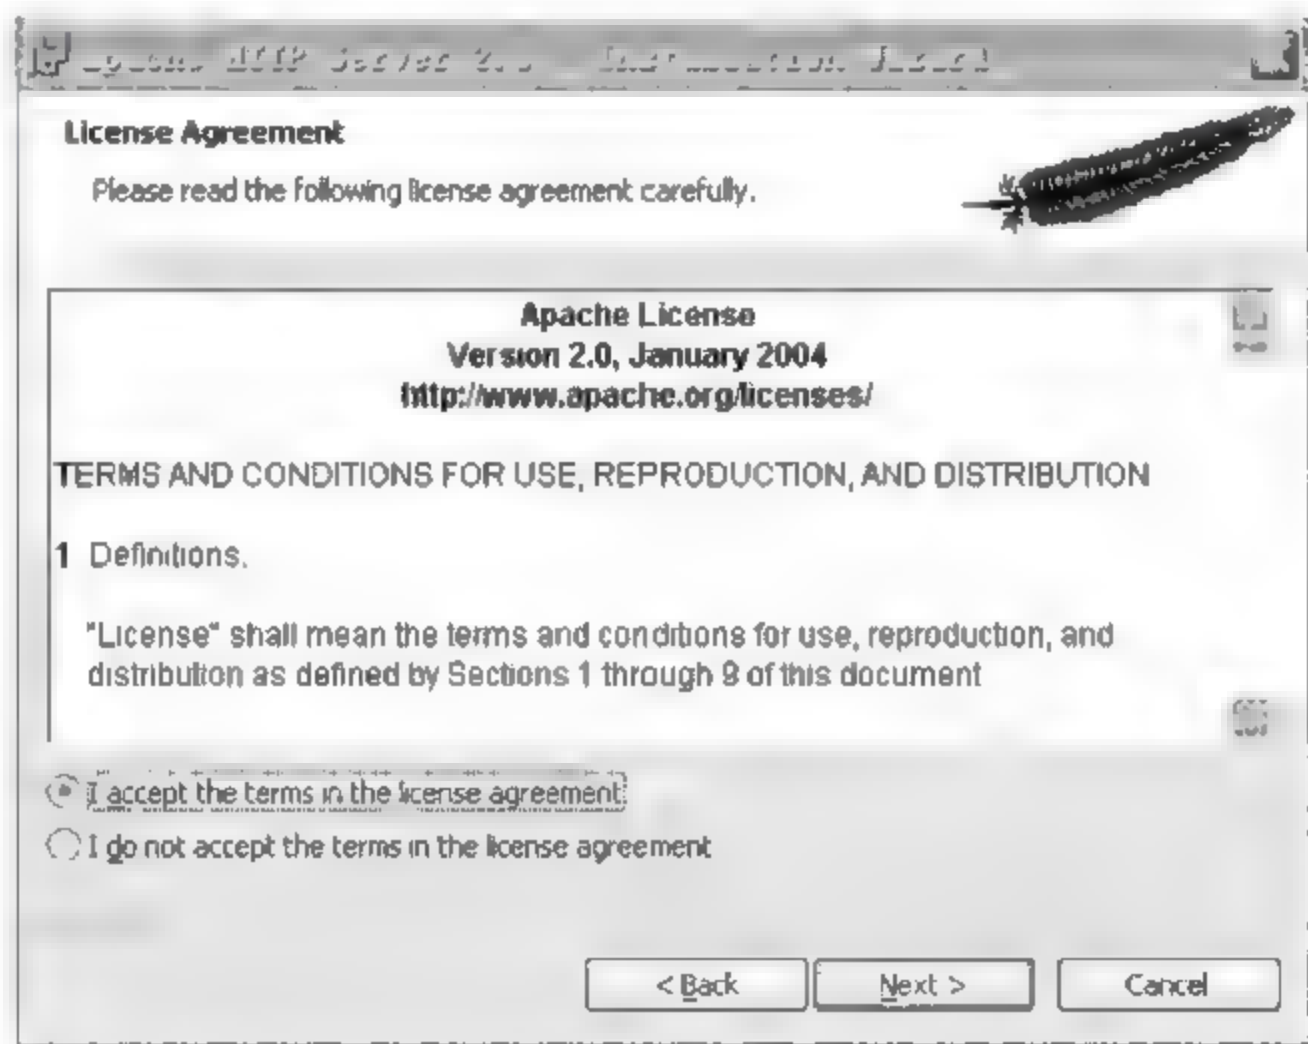 HTTP Server
License Agreement
Please read the following license agreement carefully.
Apache License
Version 2.0, January 2004
http://www.apache.org/licenses/
TERMS AND CONDITIONS FOR USE, REPRODUCTION, AND DISTRIBUTION
1 Definitions.
"License" shall mean the terms and conditions for use, reproduction, and
distribution as defined by Sections 1 through 9 of this document
I accept the terms in the license agreement
I do not accept the terms in the license agreement
< Back
Next >
Cancel